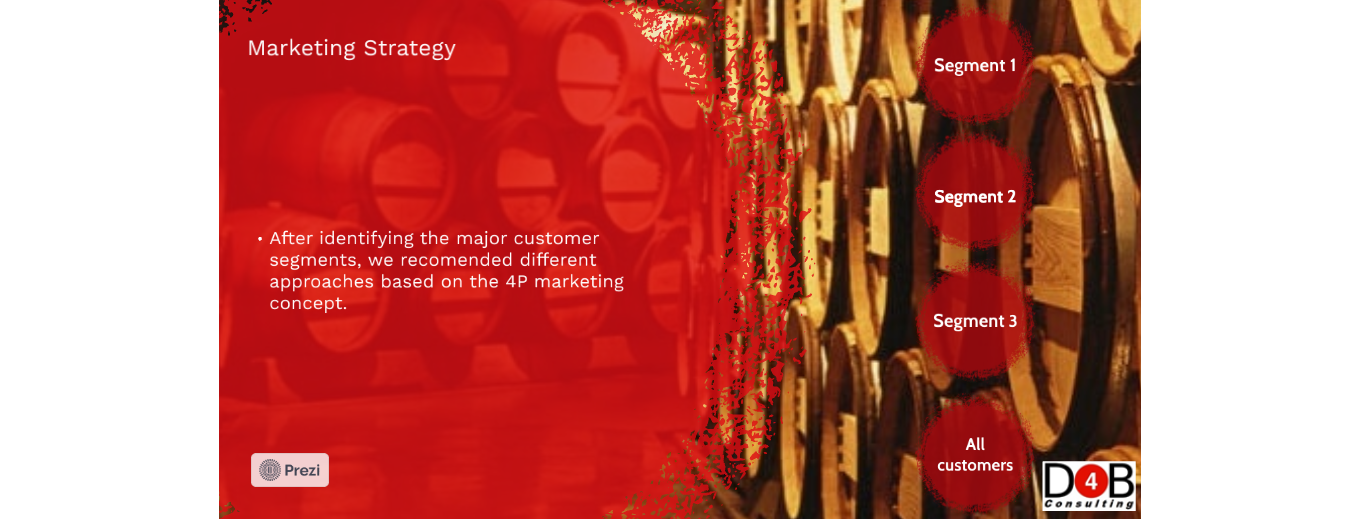 Marketing Strategy
• After identifying the major customer
segments, we recomended different
approaches based on the 4P marketing
concept.
Segment 1
Segment 2
Segment 3
All
customers
Prezi
D4B
Consulting